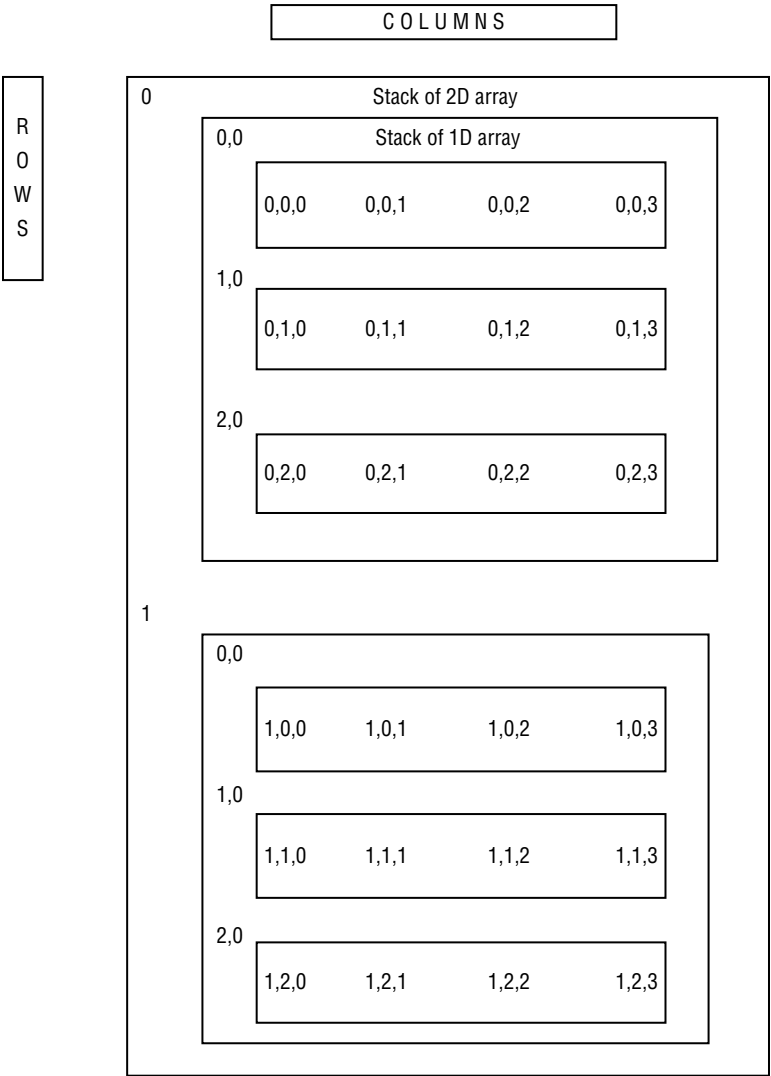 COLUMNS
ROWS
0 Stack of 2D array
0,0 Stack of 1D array
0,0,0 0,0,1 0,0,2 0,0,3
1,0
0,1,0 0,1,1 0,1,2 0,1,3
2,0
0,2,0 0,2,1 0,2,2 0,2,3
1
0,0
1,0,0 1,0,1 1,0,2 1,0,3
1,0
1,1,0 1,1,1 1,1,2 1,1,3
2,0
1,2,0 1,2,1 1,2,2 1,2,3